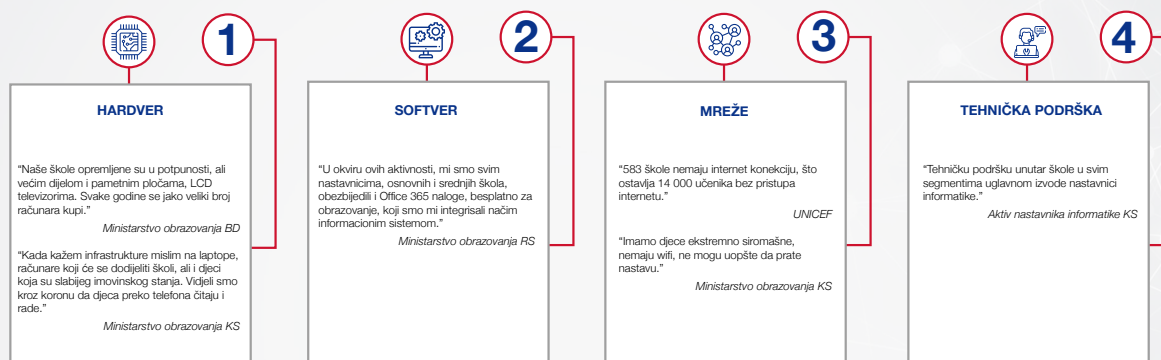 1
HARDVER
“Naše škole opremljene su u potpunosti, ali
većim dijelom i pametnim pločama, LCD
televizorima. Svake godine se jako veliki broj
računara kupi.”
Ministarstvo obrazovanja BD
“Kada kažem infrastrukture mislim na laptope,
računare koji će se dodijeliti školi, ali i djeci
koja su slabijeg imovinskog stanja. Vidjeli smo
kroz koronu da djeca preko telefona čitaju i
rade.”
Ministarstvo obrazovanja KS
2
SOFTVER
“U okviru ovih aktivnosti, mi smo svim
nastavnicima, osnovnih i srednjih škola,
obezbijedili i Office 365 naloge, besplatno za
obrazovanje, koji smo mi integrisali načim
informacionim sistemom.”
Ministarstvo obrazovanja RS
3
MREŽE
“583 škole nemaju internet konekciju, što
ostavlja 14 000 učenika bez pristupa
internetu.”
UNICEF
“Imamo djece ekstremno siromašne,
nemaju wifi, ne mogu uopšte da prate
nastavu.”
Ministarstvo obrazovanja KS
4
TEHNIČKA PODRŠKA
“Tehničku podršku unutar škole u svim
segmentima uglavnom izvode nastavnici
informatike.”
Aktiv nastavnika informatike KS